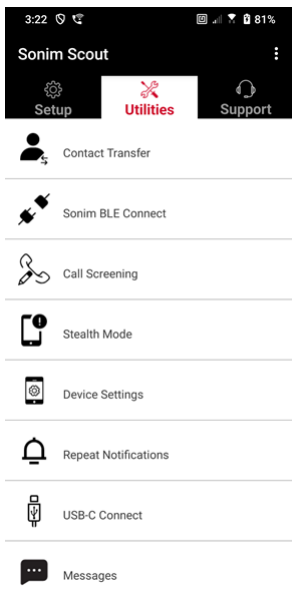 3:22 81%
Sonim Scout
Setup Utilities Support
Contact Transfer
Sonim BLE Connect
Call Screening
Stealth Mode
Device Settings
Repeat Notifications
USB-C Connect
Messages